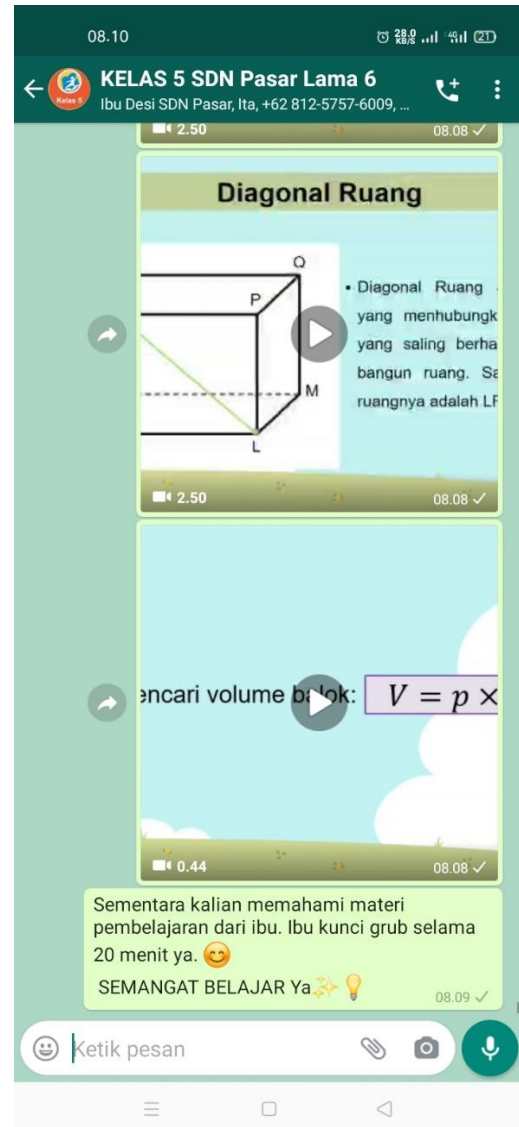 08.10
28.0 KB/S 4G 21
KELAS 5 SDN Pasar Lama 6
Kelas 5
Ibu Desi SDN Pasar, Ita, +62 812-5757-6009, ...
2.50 08.08
Diagonal Ruang
Q
P
M
L
• Diagonal Ruang
yang menhubungk
yang saling berha
bangun ruang. Sa
ruangnya adalah
2.50 08.08
encari volume balok: V = p ×
0.44 08.08
Sementara kalian memahami materi
pembelajaran dari ibu. Ibu kunci grub selama
20 menit ya. 😊
SEMANGAT BELAJAR Ya✨💡
08.09
Ketik pesan